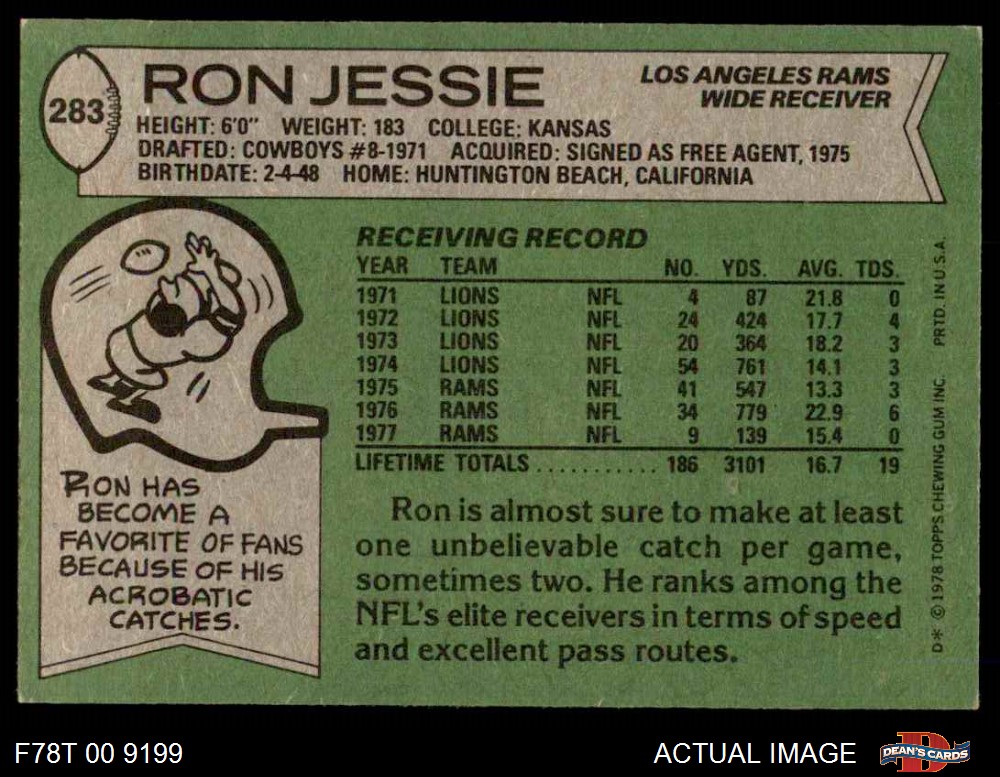 283
RON JESSIE
LOS ANGELES RAMS
WIDE RECEIVER
HEIGHT: 6'0" WEIGHT: 183 COLLEGE: KANSAS
DRAFTED: COWBOYS #8-1971 ACQUIRED: SIGNED AS FREE AGENT, 1975
BIRTHDATE: 2-4-48 HOME: HUNTINGTON BEACH, CALIFORNIA
RECEIVING RECORD
YEAR TEAM NO. YDS. AVG. TDS.
1971 LIONS NFL 4 87 21.8 0
1972 LIONS NFL 24 424 17.7 4
1973 LIONS NFL 20 364 18.2 3
1974 LIONS NFL 54 761 14.1 3
1975 RAMS NFL 41 547 13.3 3
1976 RAMS NFL 34 779 22.9 6
1977 RAMS NFL 9 139 15.4 0
LIFETIME TOTALS ........... 186 3101 16.7 19
RON HAS
BECOME A
FAVORITE OF FANS
BECAUSE OF HIS
ACROBATIC
CATCHES.
Ron is almost sure to make at least
one unbelievable catch per game,
sometimes two. He ranks among the
NFL's elite receivers in terms of speed
and excellent pass routes.
D* © 1978 TOPPS CHEWING GUM INC. PRTD. IN U.S.A.
F78T 00 9199
ACTUAL IMAGE
DEAN'S CARDS